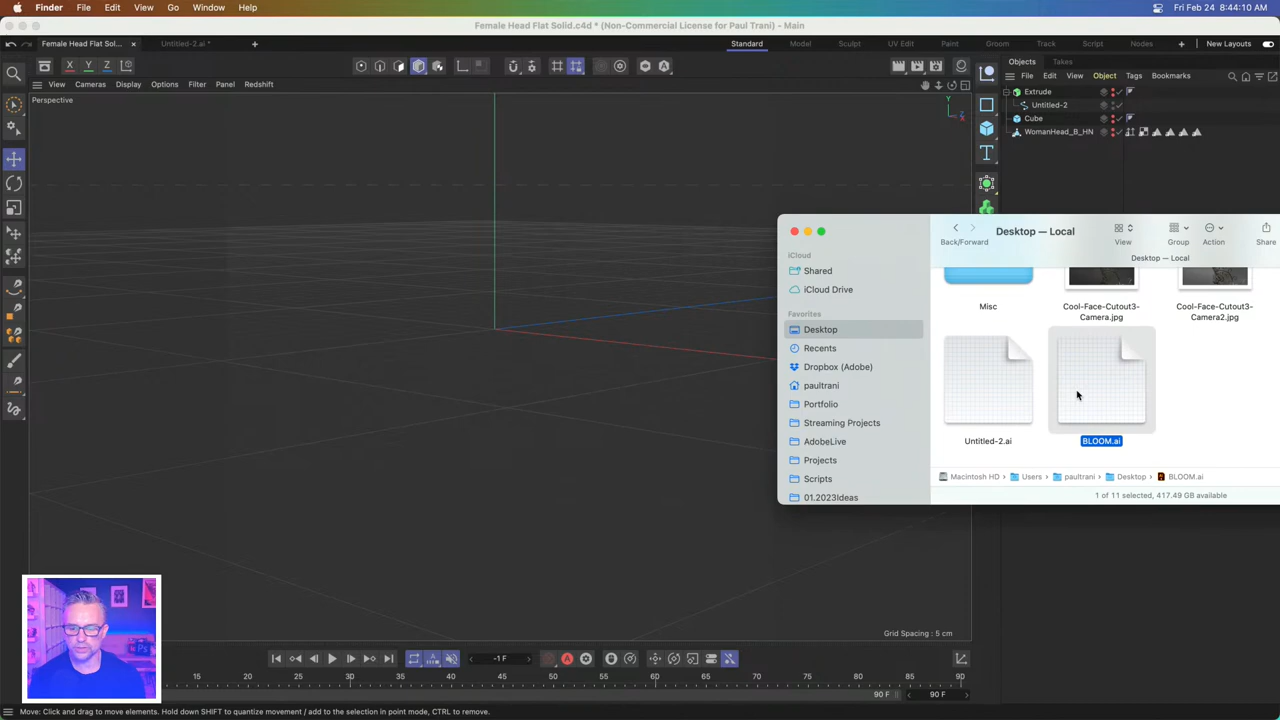 Finder File Edit View Go Window Help
Fri Feb 24 8:44:10 AM
Female Head Flat Solid.c4d * (Non-Commercial License for Paul Trani) - Main
Female Head Flat Sol...
Untitled-2.ai *
Standard Model Sculpt UV Edit Paint Groom Track Script Nodes
New Layouts
X Y Z
Objects Takes
View Cameras Display Options Filter Panel Redshift
File Edit View Object Tags Bookmarks
Perspective
Extrude
Untitled-2
Cube
WomanHead_B_HN
Y
Z
X
Back/Forward
Desktop — Local
View
Group
Action
Share
iCloud
Desktop — Local
Shared
iCloud Drive
Favorites
Misc
Cool-Face-Cutout3-
Camera.jpg
Cool-Face-Cutout3-
Camera2.jpg
Desktop
Recents
Dropbox (Adobe)
paultrani
Portfolio
Streaming Projects
AdobeLive
Untitled-2.ai
BLOOM.ai
Projects
Scripts
Macintosh HD › Users › paultrani › Desktop › BLOOM.ai
01.2023Ideas
1 of 11 selected, 417.49 GB available
Grid Spacing : 5 cm
-1 F
15 20 25 30 35 40 45 50 55 60 65 70 75 80 85 90
90 F
90 F
Ps
Move: Click and drag to move elements. Hold down SHIFT to quantize movement / add to the selection in point mode, CTRL to remove.